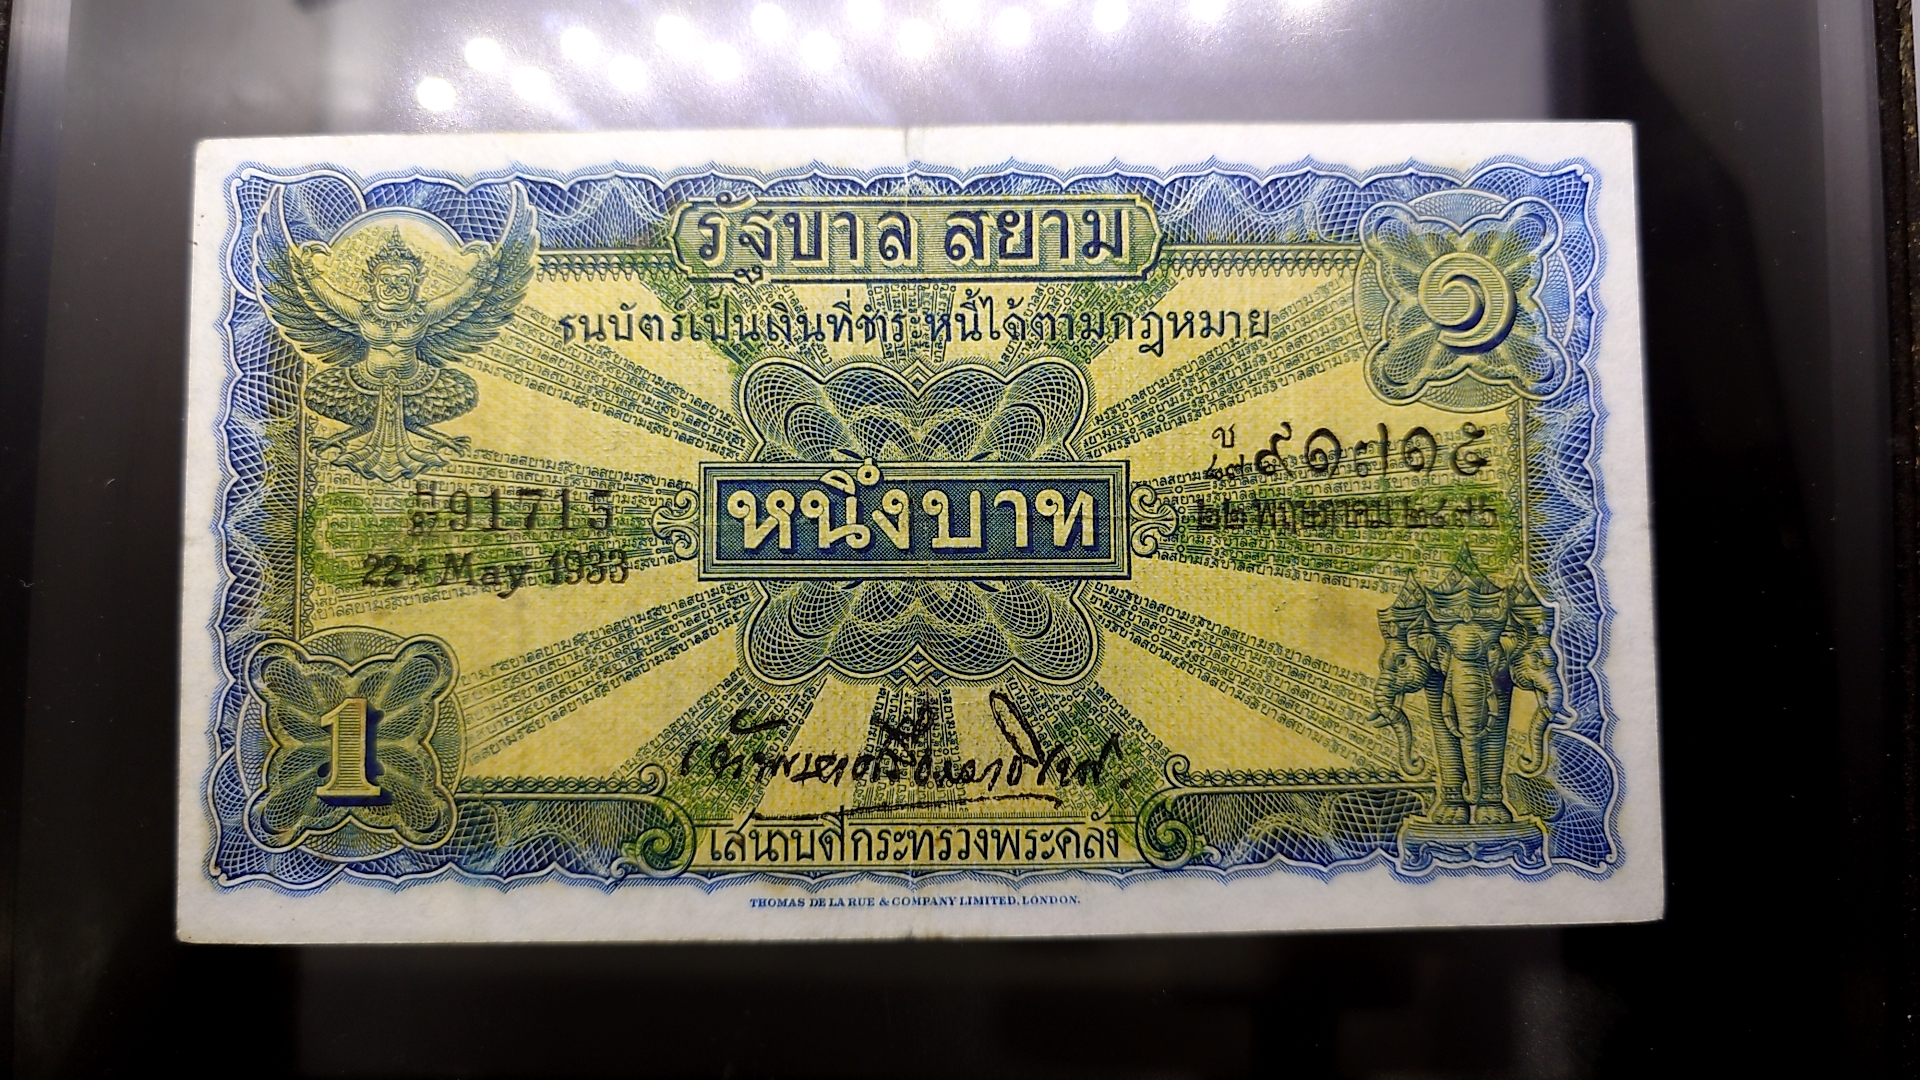 รัฐบาล สยาม
ธนบัตร์เป็นเงินที่ชำระหนี้ได้ตามกฎหมาย
๑
91715
๙๑๗๑๕
22nd May 1933
๒๒ พฤษภาคม ๒๔๗๖
หนึ่งบาท
1
เสนาบดีกระทรวงพระคลัง
THOMAS DE LA RUE & COMPANY LIMITED, LONDON.